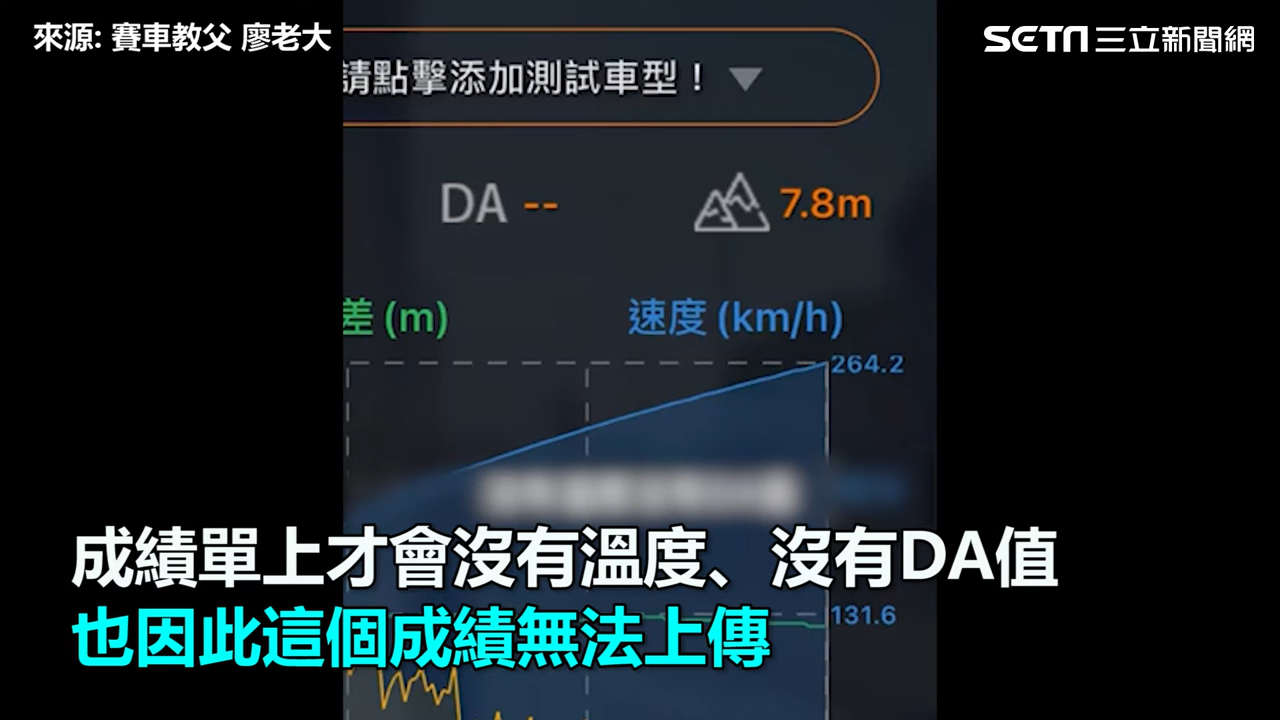 來源: 賽車教父 廖老大
SETN三立新聞網
請點擊添加測試車型！
DA --
7.8m
差 (m)
速度 (km/h)
264.2
成績單上才會沒有溫度、沒有DA值
131.6
也因此這個成績無法上傳